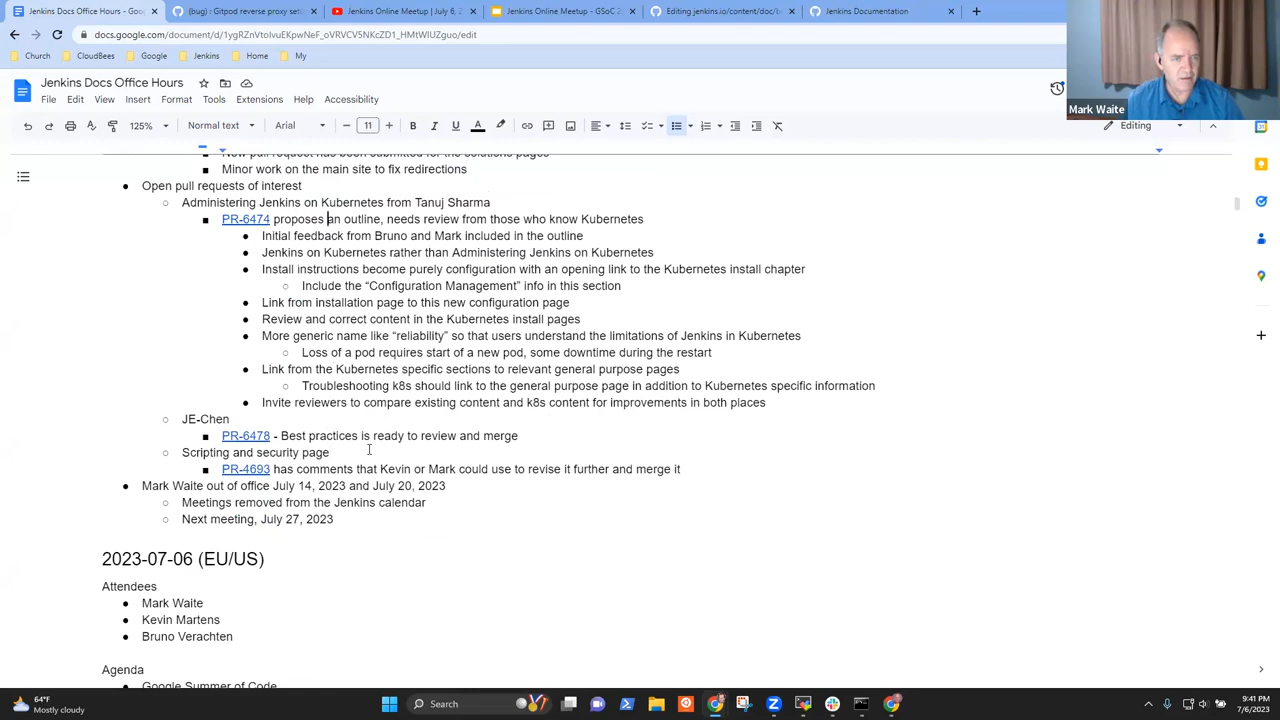 Jenkins Docs Office Hours - Go
(bug) : Gitpod reverse proxy set
Jenkins Online Meetup | July 6, 2
Jenkins Online Meetup - GSoC 2
Editing jenkins.io/content/doc/b
Jenkins Documentation
docs.google.com/document/d/1ygRZnVtoIvuEKpwNeF_oVRVCV5NKcZD1_HMtWIUZguo/edit
Church
CloudBees
Google
Jenkins
Home
My
Jenkins Docs Office Hours
File Edit View Insert Format Tools Extensions Help Accessibility
125% Normal text Arial 11 B I U A Editing
Mark Waite
New pull request has been submitted for the solutions pages
Minor work on the main site to fix redirections
Open pull requests of interest
Administering Jenkins on Kubernetes from Tanuj Sharma
PR-6474 proposes an outline, needs review from those who know Kubernetes
Initial feedback from Bruno and Mark included in the outline
Jenkins on Kubernetes rather than Administering Jenkins on Kubernetes
Install instructions become purely configuration with an opening link to the Kubernetes install chapter
Include the “Configuration Management” info in this section
Link from installation page to this new configuration page
Review and correct content in the Kubernetes install pages
More generic name like “reliability” so that users understand the limitations of Jenkins in Kubernetes
Loss of a pod requires start of a new pod, some downtime during the restart
Link from the Kubernetes specific sections to relevant general purpose pages
Troubleshooting k8s should link to the general purpose page in addition to Kubernetes specific information
Invite reviewers to compare existing content and k8s content for improvements in both places
JE-Chen
PR-6478 - Best practices is ready to review and merge
Scripting and security page
PR-4693 has comments that Kevin or Mark could use to revise it further and merge it
Mark Waite out of office July 14, 2023 and July 20, 2023
Meetings removed from the Jenkins calendar
Next meeting, July 27, 2023
2023-07-06 (EU/US)
Attendees
Mark Waite
Kevin Martens
Bruno Verachten
Agenda
Google Summer of Code
64°F
Mostly cloudy
Search
9:41 PM
7/6/2023